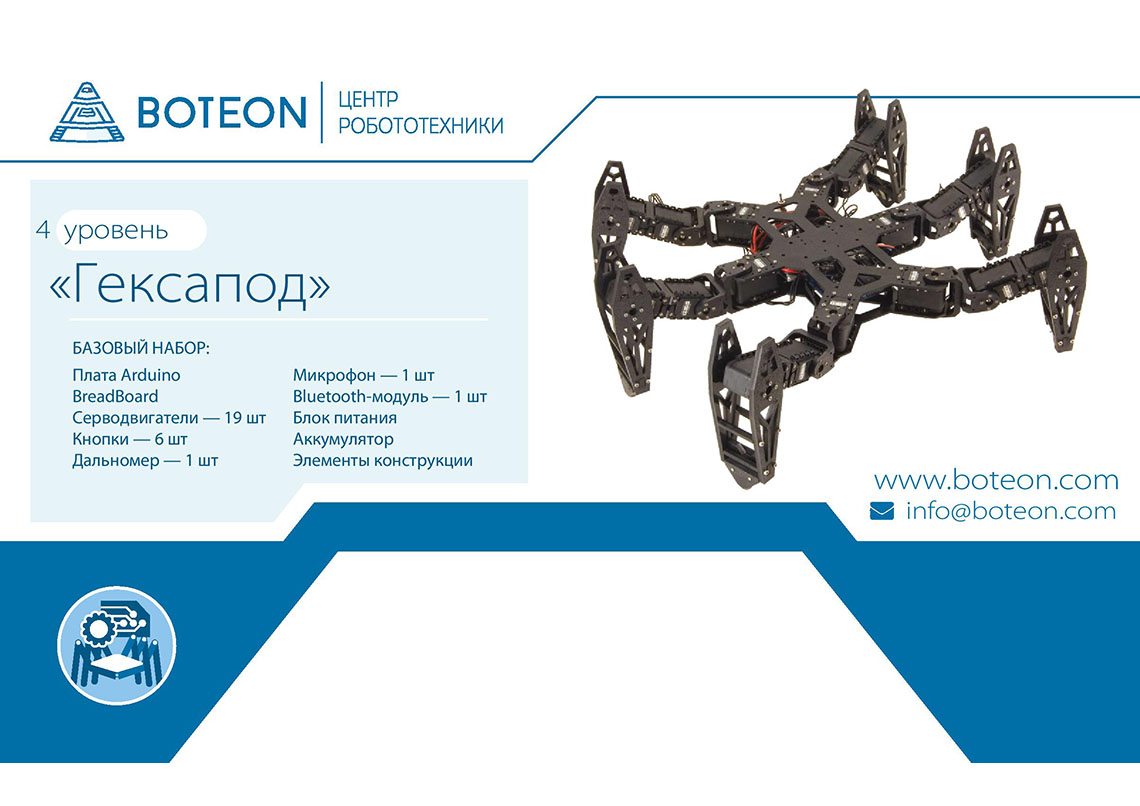 BOTEON
ЦЕНТР
РОБОТОТЕХНИКИ
4 уровень
«Гексапод»
БАЗОВЫЙ НАБОР:
Плата Arduino
BreadBoard
Серводвигатели — 19 шт
Кнопки — 6 шт
Дальномер — 1 шт
Микрофон — 1 шт
Bluetooth-модуль — 1 шт
Блок питания
Аккумулятор
Элементы конструкции
www.boteon.com
info@boteon.com